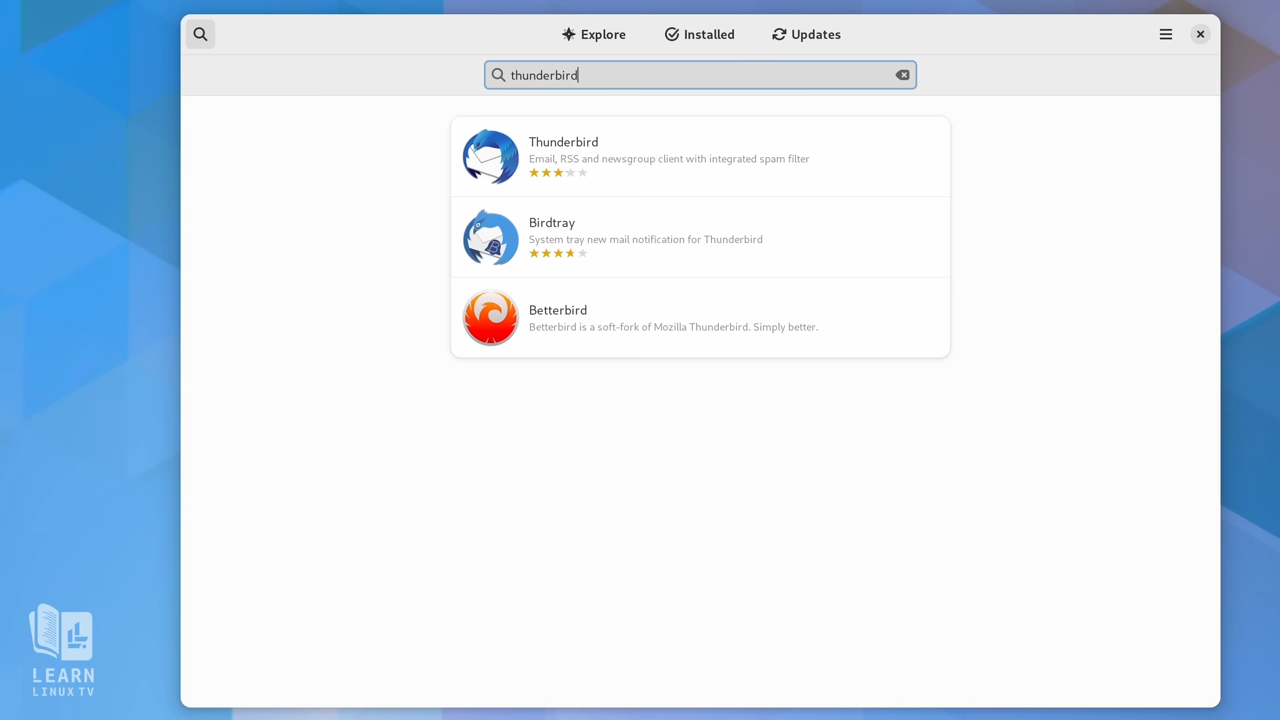 Explore
Installed
Updates
thunderbird
Thunderbird
Email, RSS and newsgroup client with integrated spam filter
Birdtray
System tray new mail notification for Thunderbird
Betterbird
Betterbird is a soft-fork of Mozilla Thunderbird. Simply better.
LEARN
LINUX TV